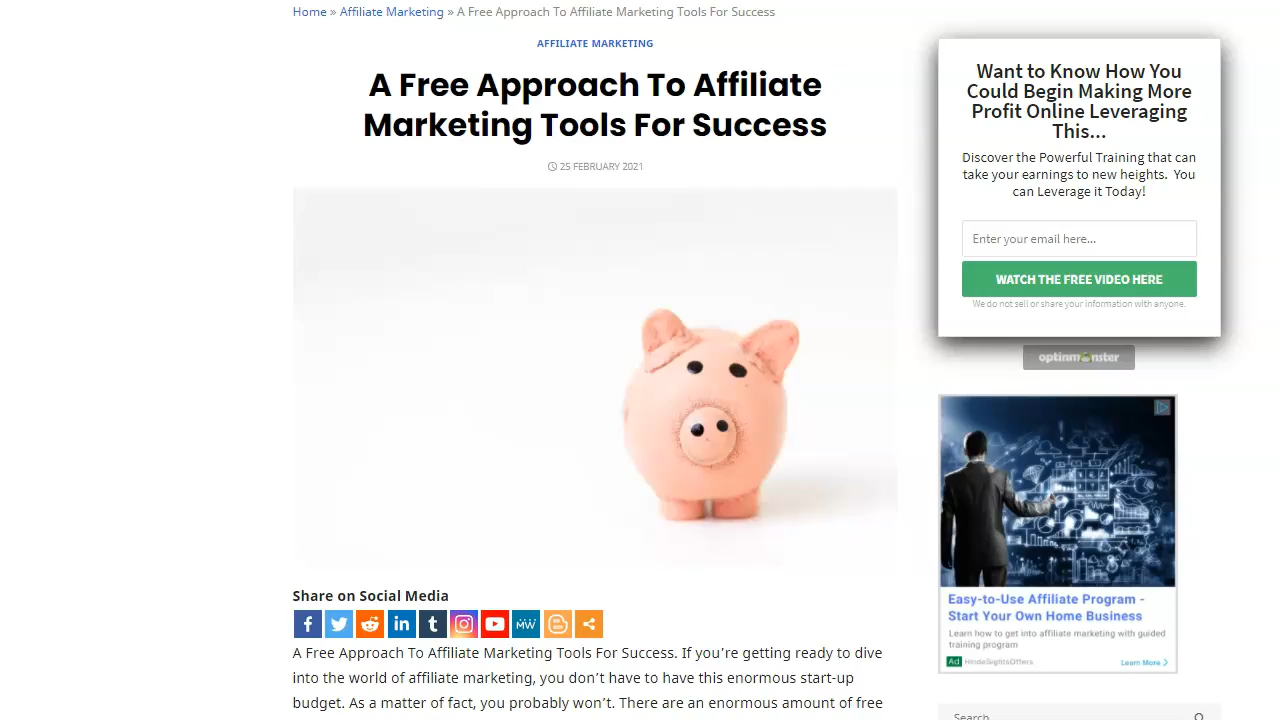 Home » Affiliate Marketing » A Free Approach To Affiliate Marketing Tools For Success
AFFILIATE MARKETING
A Free Approach To Affiliate
Marketing Tools For Success
25 FEBRUARY 2021
Share on Social Media
A Free Approach To Affiliate Marketing Tools For Success. If you’re getting ready to dive
into the world of affiliate marketing, you don’t have to have this enormous start-up
budget. As a matter of fact, you probably won’t. There are an enormous amount of free
Want to Know How You
Could Begin Making More
Profit Online Leveraging
This...
Discover the Powerful Training that can
take your earnings to new heights. You
can Leverage it Today!
Enter your email here...
WATCH THE FREE VIDEO HERE
We do not sell or share your information with anyone.
optinmonster
Easy-to-Use Affiliate Program -
Start Your Own Home Business
Learn how to get into affiliate marketing with guided
training program
Ad
Learn More
Search